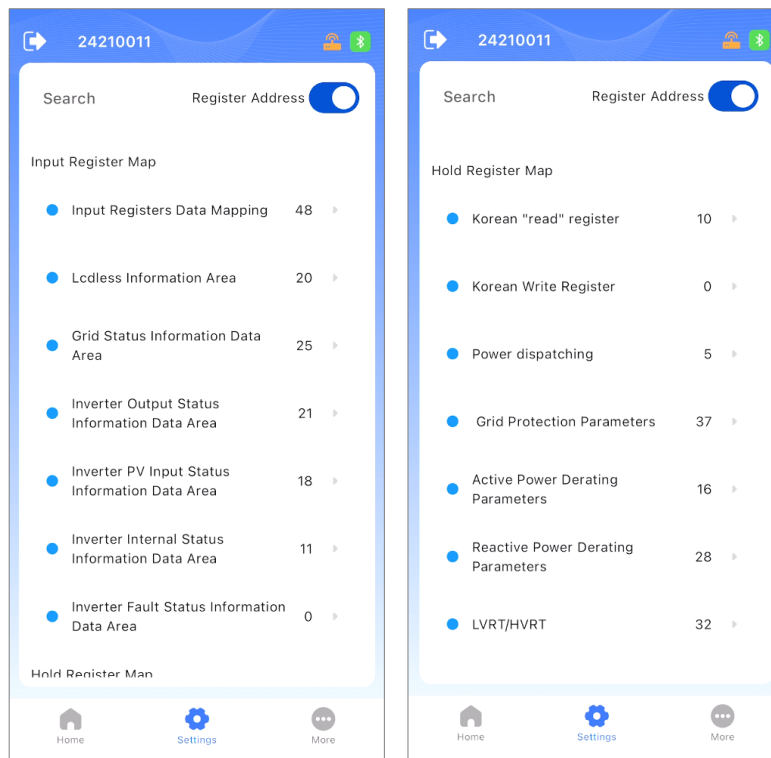 24210011
Search
Register Address
Input Register Map
Input Registers Data Mapping 48
Lcdless Information Area 20
Grid Status Information Data
Area
25
Inverter Output Status
Information Data Area
21
Inverter PV Input Status
Information Data Area
18
Inverter Internal Status
Information Data Area
11
Inverter Fault Status Information
Data Area
0
Hold Register Map
Home
Settings
More
24210011
Search
Register Address
Hold Register Map
Korean "read" register 10
Korean Write Register 0
Power dispatching 5
Grid Protection Parameters 37
Active Power Derating
Parameters
16
Reactive Power Derating
Parameters
28
LVRT/HVRT 32
Home
Settings
More